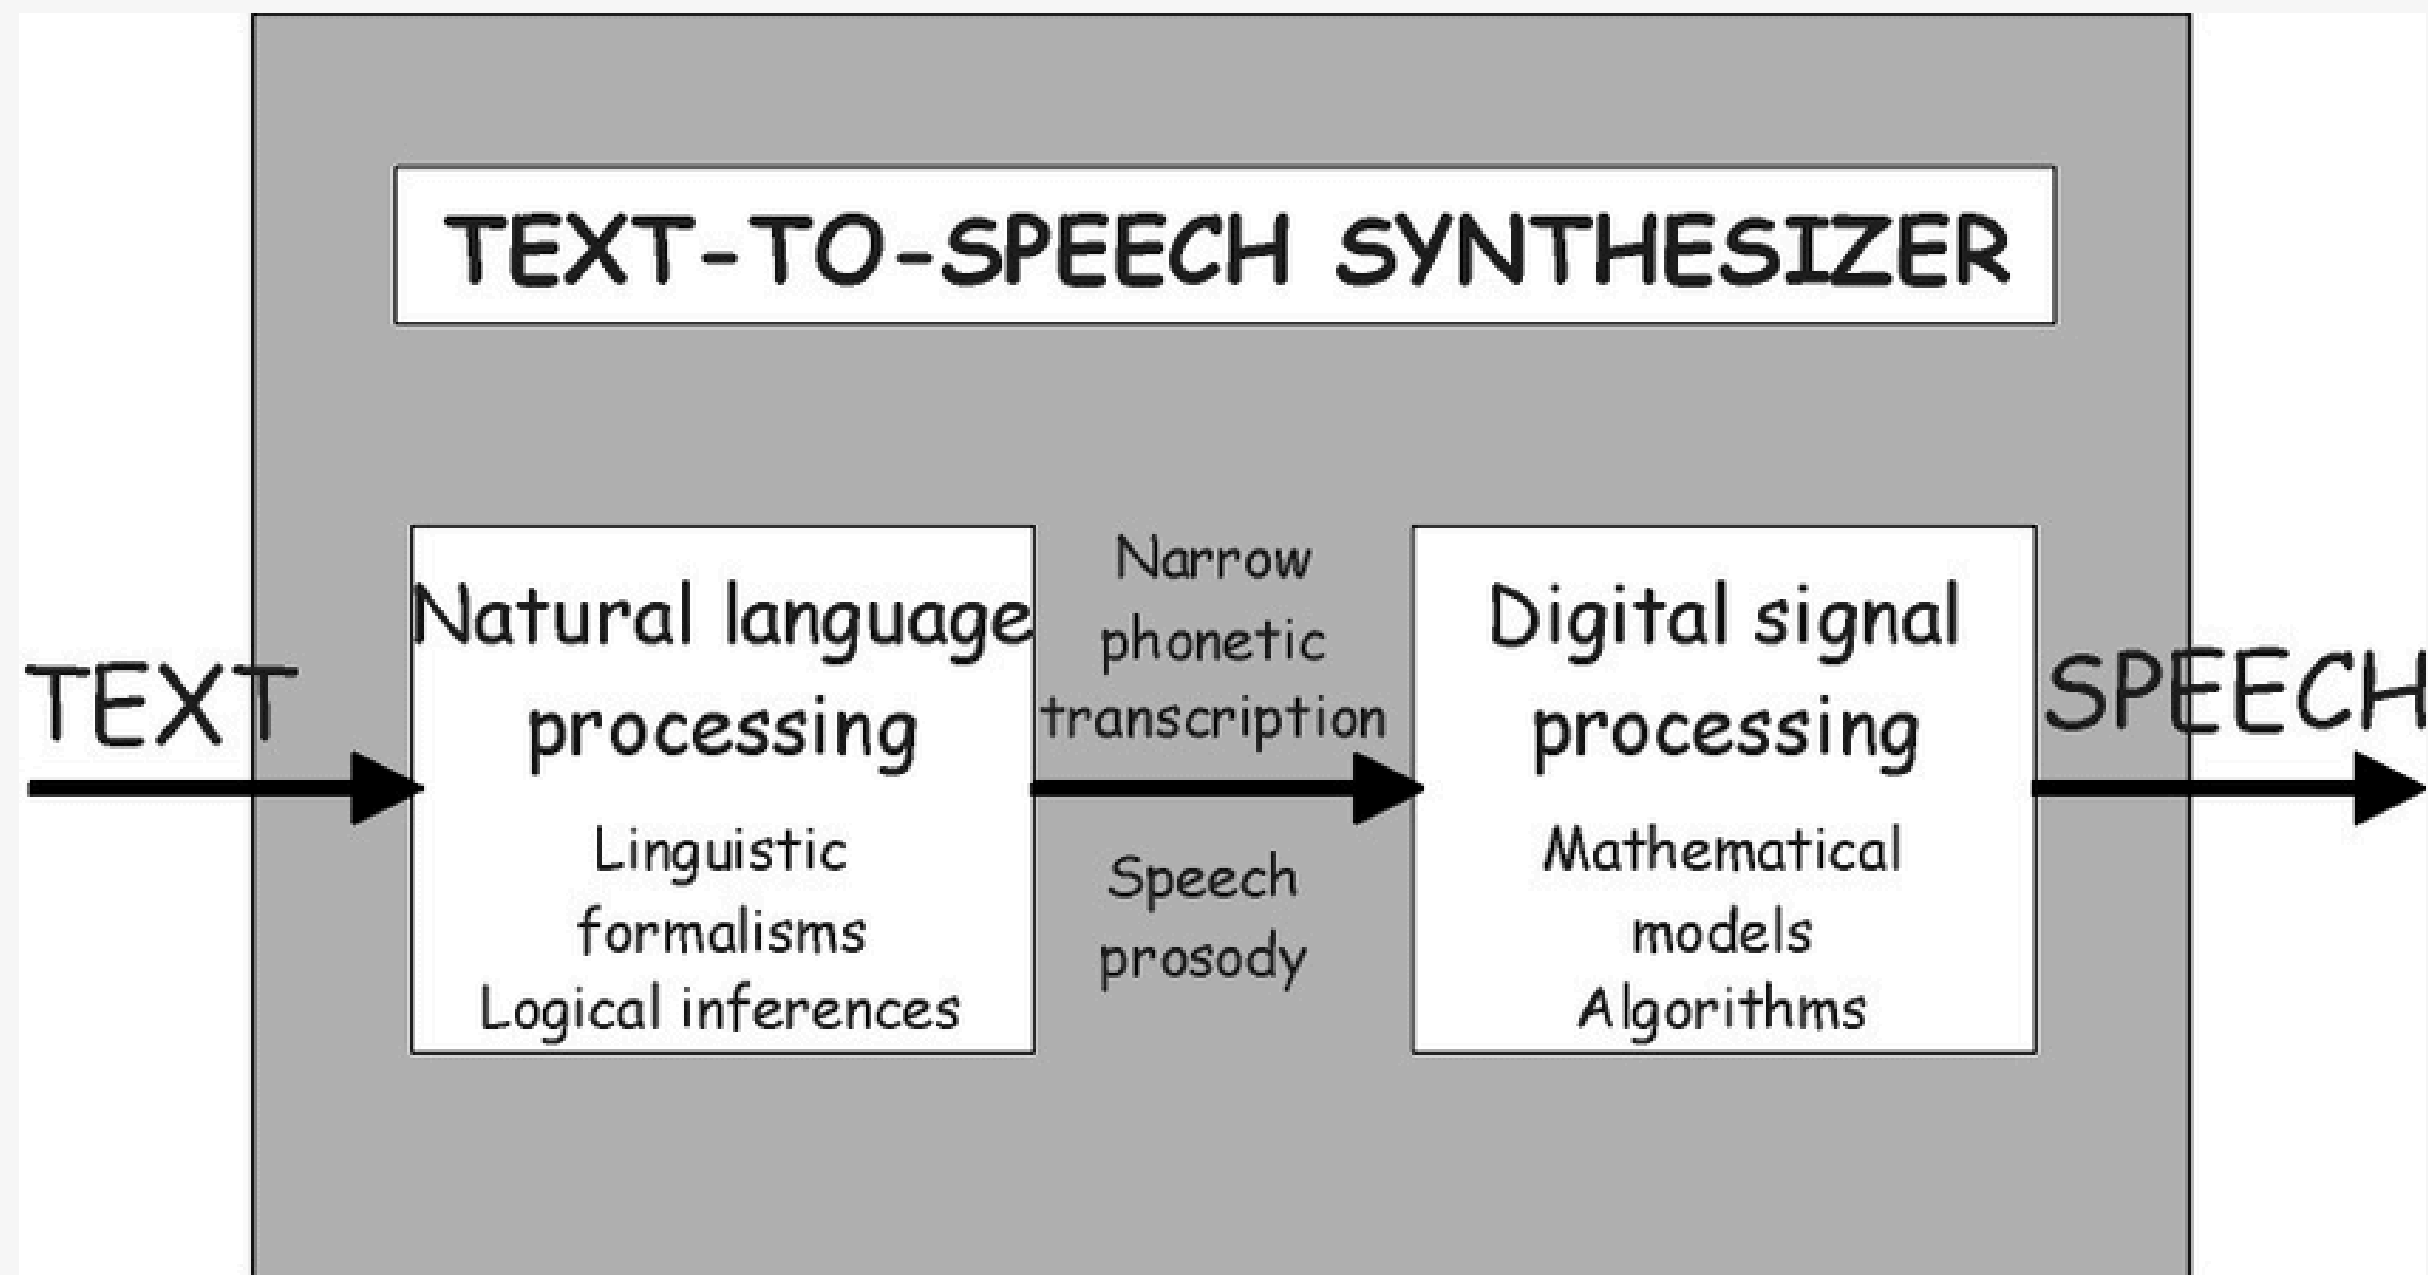 TEXT-TO-SPEECH SYNTHESIZER
TEXT
Natural language
processing
Linguistic
formalisms
Logical inferences
Narrow
phonetic
transcription
Speech
prosody
Digital signal
processing
Mathematical
models
Algorithms
SPEECH